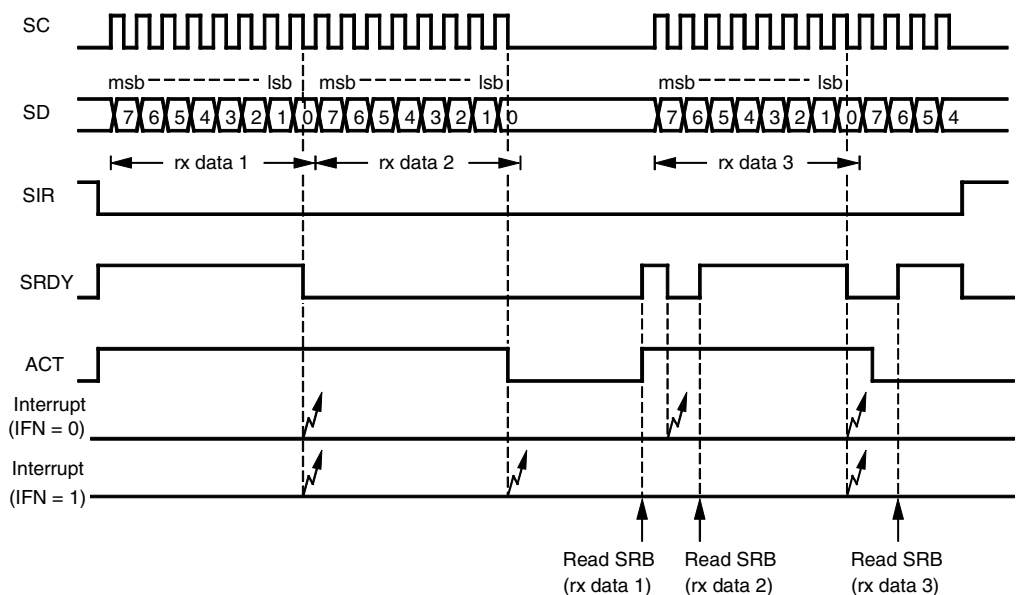 SC
msb lsb msb lsb msb lsb
SD 7 6 5 4 3 2 1 0 7 6 5 4 3 2 1 0 7 6 5 4 3 2 1 0 7 6 5 4
rx data 1 rx data 2 rx data 3
SIR
SRDY
ACT
Interrupt
(IFN = 0)
Interrupt
(IFN = 1)
Read SRB
(rx data 1)
Read SRB
(rx data 2)
Read SRB
(rx data 3)